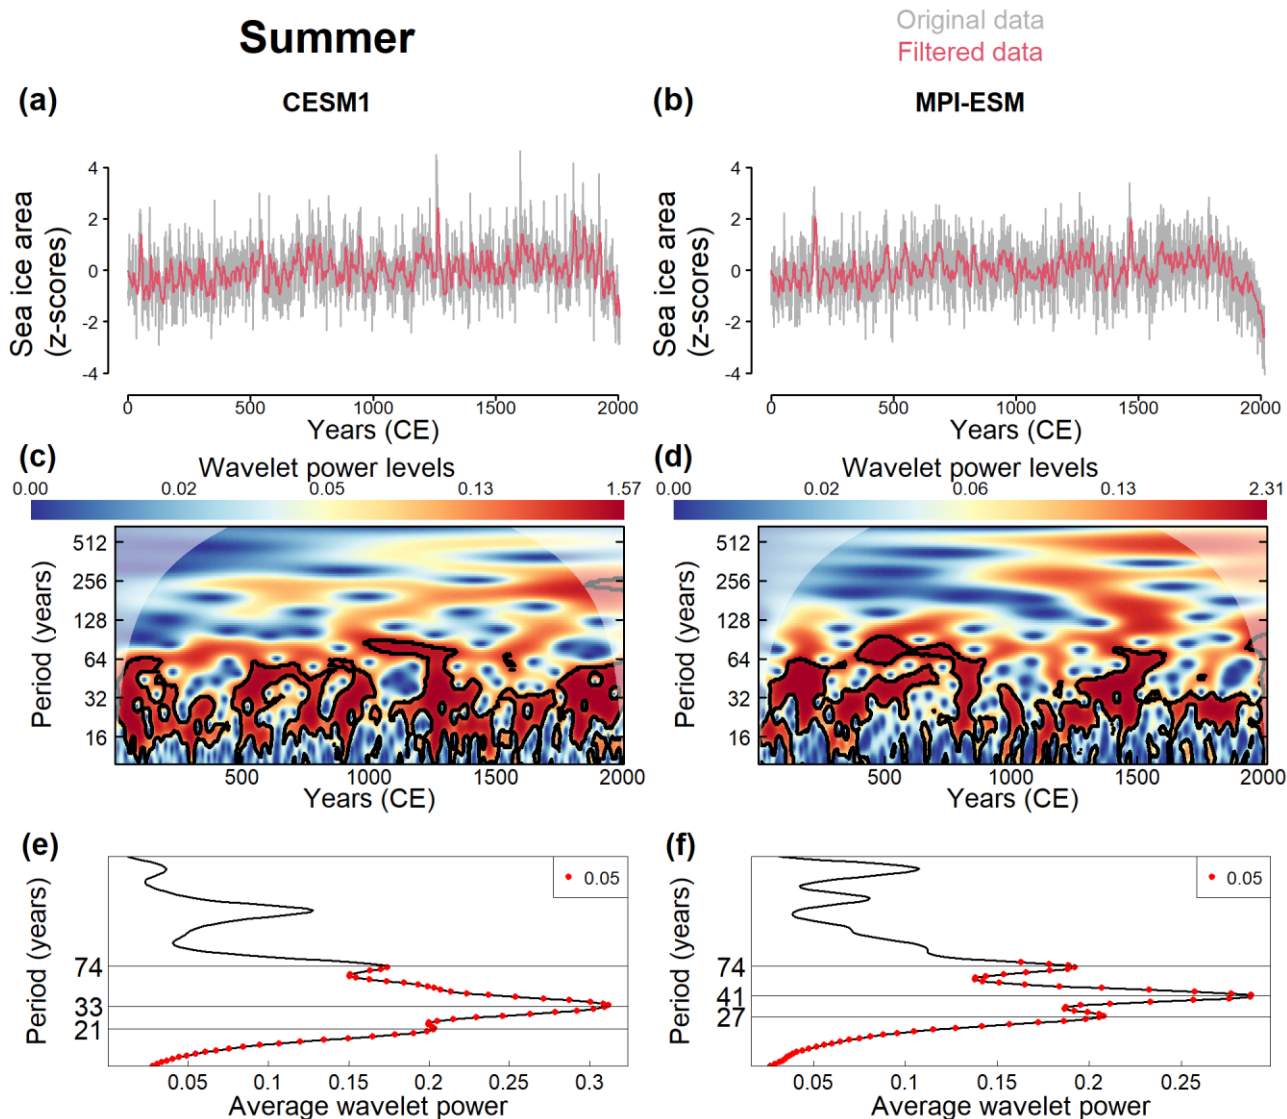 Summer
Original data
Filtered data
(a)
CESM1
(b)
MPI-ESM
Sea ice area
(z-scores)
4
2
0
-2
-4
0
500
1000
1500
2000
Years (CE)
Sea ice area
(z-scores)
4
2
0
-2
-4
0
500
1000
1500
2000
Years (CE)
(c)
Wavelet power levels
0.00
0.02
0.05
0.13
1.57
Period (years)
512
256
128
64
32
16
500
1000
1500
2000
Years (CE)
(d)
Wavelet power levels
0.00
0.02
0.06
0.13
2.31
Period (years)
512
256
128
64
32
16
500
1000
1500
2000
Years (CE)
(e)
Period (years)
0.05
74
33
21
0.05
0.1
0.15
0.2
0.25
0.3
Average wavelet power
(f)
Period (years)
0.05
74
41
27
0.05
0.1
0.15
0.2
0.25
Average wavelet power